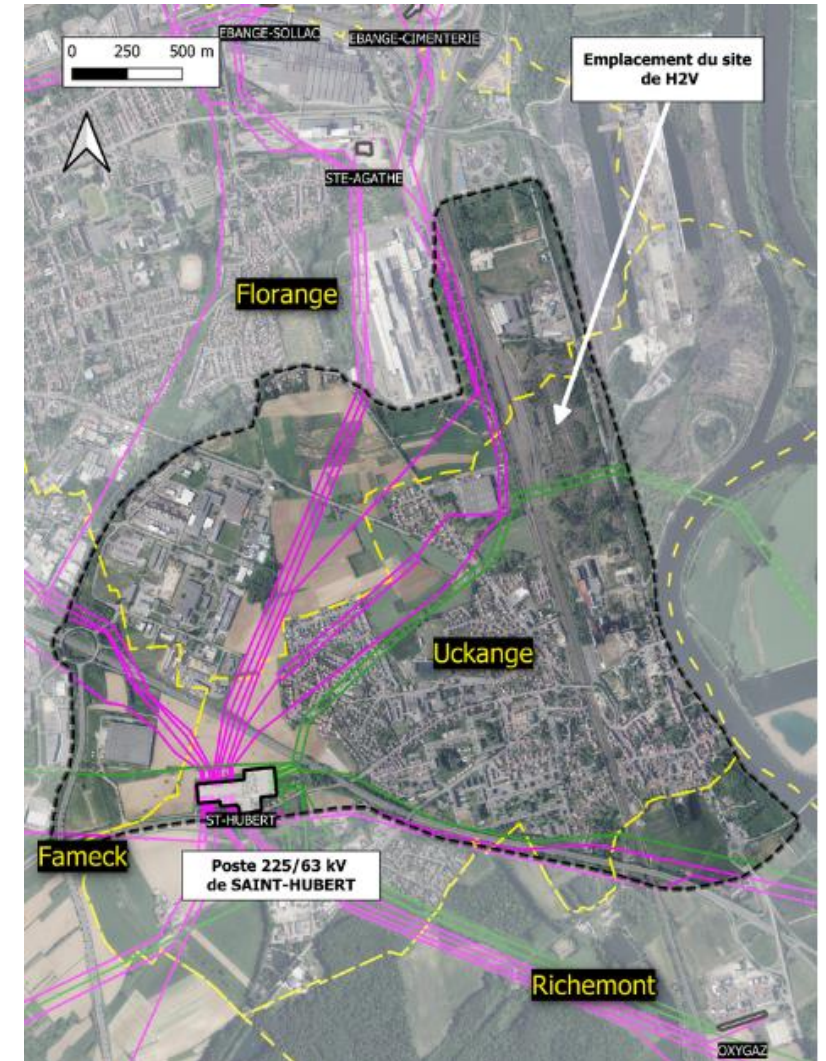 EBANGE-SOLLAC
EBANGE-CIMENTERIE
0 250 500 m
Emplacement du site
de H2V
STE-AGATHE
Florange
Uckange
ST-HUBERT
Fameck
Poste 225/63 kV
de SAINT-HUBERT
Richemont
OXYGAZ